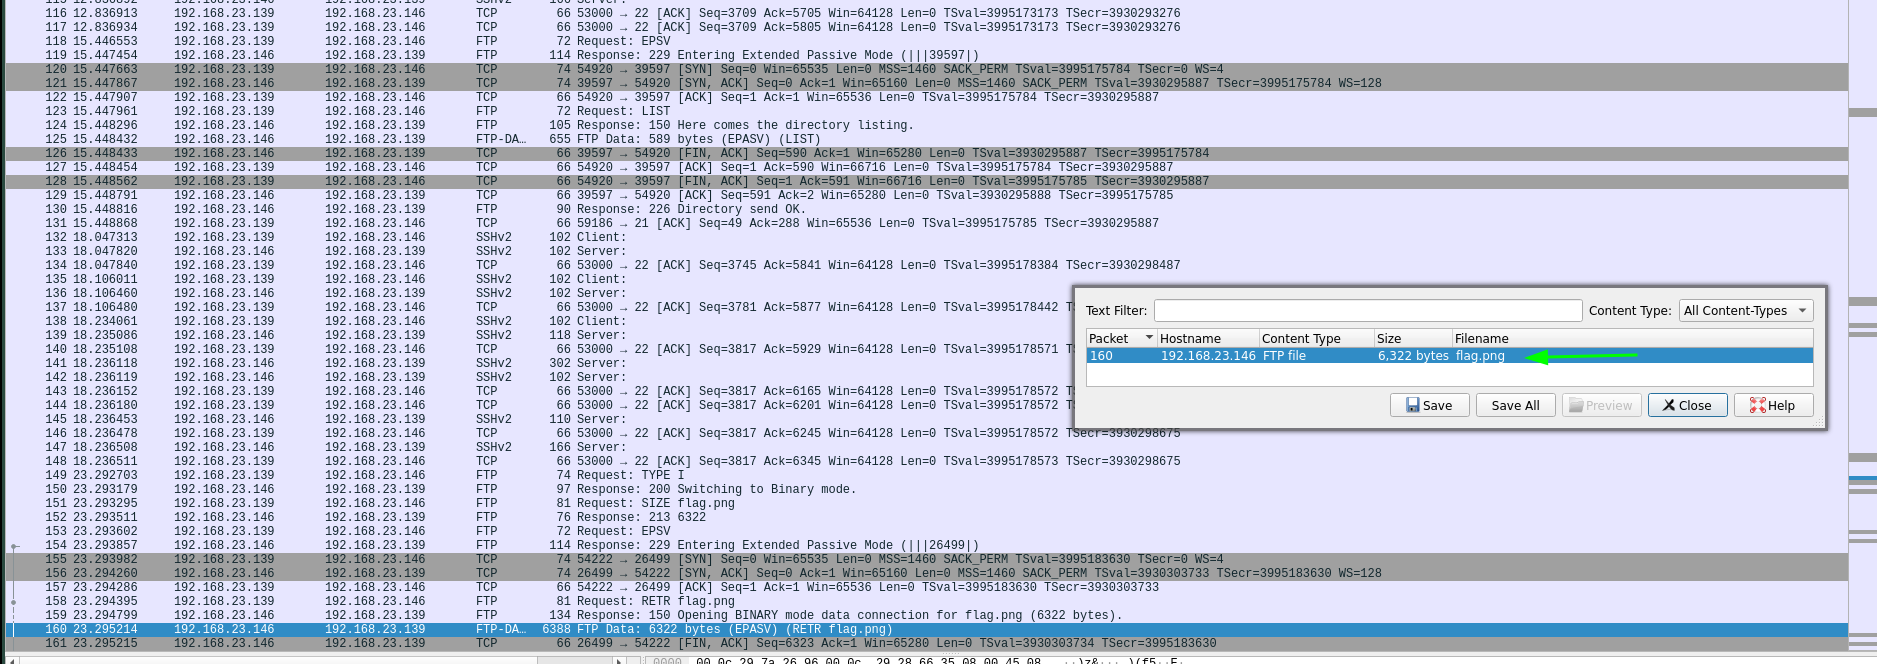 116 12.836913 192.168.23.139 192.168.23.146 TCP 66 53000 → 22 [ACK] Seq=3709 Ack=5705 Win=64128 Len=0 TSval=3995173173 TSecr=3930293276
117 12.836934 192.168.23.139 192.168.23.146 TCP 66 53000 → 22 [ACK] Seq=3709 Ack=5805 Win=64128 Len=0 TSval=3995173173 TSecr=3930293276
118 15.446553 192.168.23.139 192.168.23.146 FTP 72 Request: EPSV
119 15.447454 192.168.23.146 192.168.23.139 FTP 114 Response: 229 Entering Extended Passive Mode (|||39597|)
120 15.447663 192.168.23.139 192.168.23.146 TCP 74 54920 → 39597 [SYN] Seq=0 Win=65535 Len=0 MSS=1460 SACK_PERM TSval=3995175784 TSecr=0 WS=4
121 15.447867 192.168.23.146 192.168.23.139 TCP 74 39597 → 54920 [SYN, ACK] Seq=0 Ack=1 Win=65160 Len=0 MSS=1460 SACK_PERM TSval=3930295887 TSecr=3995175784 WS=128
122 15.447907 192.168.23.139 192.168.23.146 TCP 66 54920 → 39597 [ACK] Seq=1 Ack=1 Win=65536 Len=0 TSval=3995175784 TSecr=3930295887
123 15.447961 192.168.23.139 192.168.23.146 FTP 72 Request: LIST
124 15.448296 192.168.23.146 192.168.23.139 FTP 105 Response: 150 Here comes the directory listing.
125 15.448432 192.168.23.146 192.168.23.139 FTP-DA… 655 FTP Data: 589 bytes (EPASV) (LIST)
126 15.448433 192.168.23.146 192.168.23.139 TCP 66 39597 → 54920 [FIN, ACK] Seq=590 Ack=1 Win=65280 Len=0 TSval=3930295887 TSecr=3995175784
127 15.448454 192.168.23.139 192.168.23.146 TCP 66 54920 → 39597 [ACK] Seq=1 Ack=590 Win=66716 Len=0 TSval=3995175784 TSecr=3930295887
128 15.448562 192.168.23.139 192.168.23.146 TCP 66 54920 → 39597 [FIN, ACK] Seq=1 Ack=591 Win=66716 Len=0 TSval=3995175785 TSecr=3930295887
129 15.448791 192.168.23.146 192.168.23.139 TCP 66 39597 → 54920 [ACK] Seq=591 Ack=2 Win=65280 Len=0 TSval=3930295888 TSecr=3995175785
130 15.448816 192.168.23.146 192.168.23.139 FTP 90 Response: 226 Directory send OK.
131 15.448868 192.168.23.139 192.168.23.146 TCP 66 59186 → 21 [ACK] Seq=49 Ack=288 Win=65536 Len=0 TSval=3995175785 TSecr=3930295887
132 18.047313 192.168.23.139 192.168.23.146 SSHv2 102 Client:
133 18.047820 192.168.23.146 192.168.23.139 SSHv2 102 Server:
134 18.047840 192.168.23.139 192.168.23.146 TCP 66 53000 → 22 [ACK] Seq=3745 Ack=5841 Win=64128 Len=0 TSval=3995178384 TSecr=3930298487
135 18.106011 192.168.23.139 192.168.23.146 SSHv2 102 Client:
136 18.106460 192.168.23.146 192.168.23.139 SSHv2 102 Server:
137 18.106480 192.168.23.139 192.168.23.146 TCP 66 53000 → 22 [ACK] Seq=3781 Ack=5877 Win=64128 Len=0 TSval=3995178442
138 18.234061 192.168.23.139 192.168.23.146 SSHv2 102 Client:
139 18.235086 192.168.23.146 192.168.23.139 SSHv2 118 Server:
140 18.235108 192.168.23.139 192.168.23.146 TCP 66 53000 → 22 [ACK] Seq=3817 Ack=5929 Win=64128 Len=0 TSval=3995178571
141 18.236118 192.168.23.146 192.168.23.139 SSHv2 302 Server:
142 18.236119 192.168.23.146 192.168.23.139 SSHv2 102 Server:
143 18.236152 192.168.23.139 192.168.23.146 TCP 66 53000 → 22 [ACK] Seq=3817 Ack=6165 Win=64128 Len=0 TSval=3995178572
144 18.236180 192.168.23.139 192.168.23.146 TCP 66 53000 → 22 [ACK] Seq=3817 Ack=6201 Win=64128 Len=0 TSval=3995178572
145 18.236453 192.168.23.146 192.168.23.139 SSHv2 110 Server:
146 18.236478 192.168.23.139 192.168.23.146 TCP 66 53000 → 22 [ACK] Seq=3817 Ack=6245 Win=64128 Len=0 TSval=3995178572 TSecr=3930298675
147 18.236508 192.168.23.146 192.168.23.139 SSHv2 166 Server:
148 18.236511 192.168.23.139 192.168.23.146 TCP 66 53000 → 22 [ACK] Seq=3817 Ack=6345 Win=64128 Len=0 TSval=3995178573 TSecr=3930298675
149 23.292703 192.168.23.139 192.168.23.146 FTP 74 Request: TYPE I
150 23.293179 192.168.23.146 192.168.23.139 FTP 97 Response: 200 Switching to Binary mode.
151 23.293295 192.168.23.139 192.168.23.146 FTP 81 Request: SIZE flag.png
152 23.293511 192.168.23.146 192.168.23.139 FTP 76 Response: 213 6322
153 23.293602 192.168.23.139 192.168.23.146 FTP 72 Request: EPSV
154 23.293857 192.168.23.146 192.168.23.139 FTP 114 Response: 229 Entering Extended Passive Mode (|||26499|)
155 23.293982 192.168.23.139 192.168.23.146 TCP 74 54222 → 26499 [SYN] Seq=0 Win=65535 Len=0 MSS=1460 SACK_PERM TSval=3995183630 TSecr=0 WS=4
156 23.294260 192.168.23.146 192.168.23.139 TCP 74 26499 → 54222 [SYN, ACK] Seq=0 Ack=1 Win=65160 Len=0 MSS=1460 SACK_PERM TSval=3930303733 TSecr=3995183630 WS=128
157 23.294286 192.168.23.139 192.168.23.146 TCP 66 54222 → 26499 [ACK] Seq=1 Ack=1 Win=65536 Len=0 TSval=3995183630 TSecr=3930303733
158 23.294395 192.168.23.139 192.168.23.146 FTP 81 Request: RETR flag.png
159 23.294799 192.168.23.146 192.168.23.139 FTP 134 Response: 150 Opening BINARY mode data connection for flag.png (6322 bytes).
160 23.295214 192.168.23.146 192.168.23.139 FTP-DA… 6388 FTP Data: 6322 bytes (EPASV) (RETR flag.png)
161 23.295215 192.168.23.146 192.168.23.139 TCP 66 26499 → 54222 [FIN, ACK] Seq=6323 Ack=1 Win=65280 Len=0 TSval=3930303734 TSecr=3995183630
Text Filter: Content Type: All Content-Types
Packet Hostname Content Type Size Filename
160 192.168.23.146 FTP file 6,322 bytes flag.png
Save Save All Preview Close Help